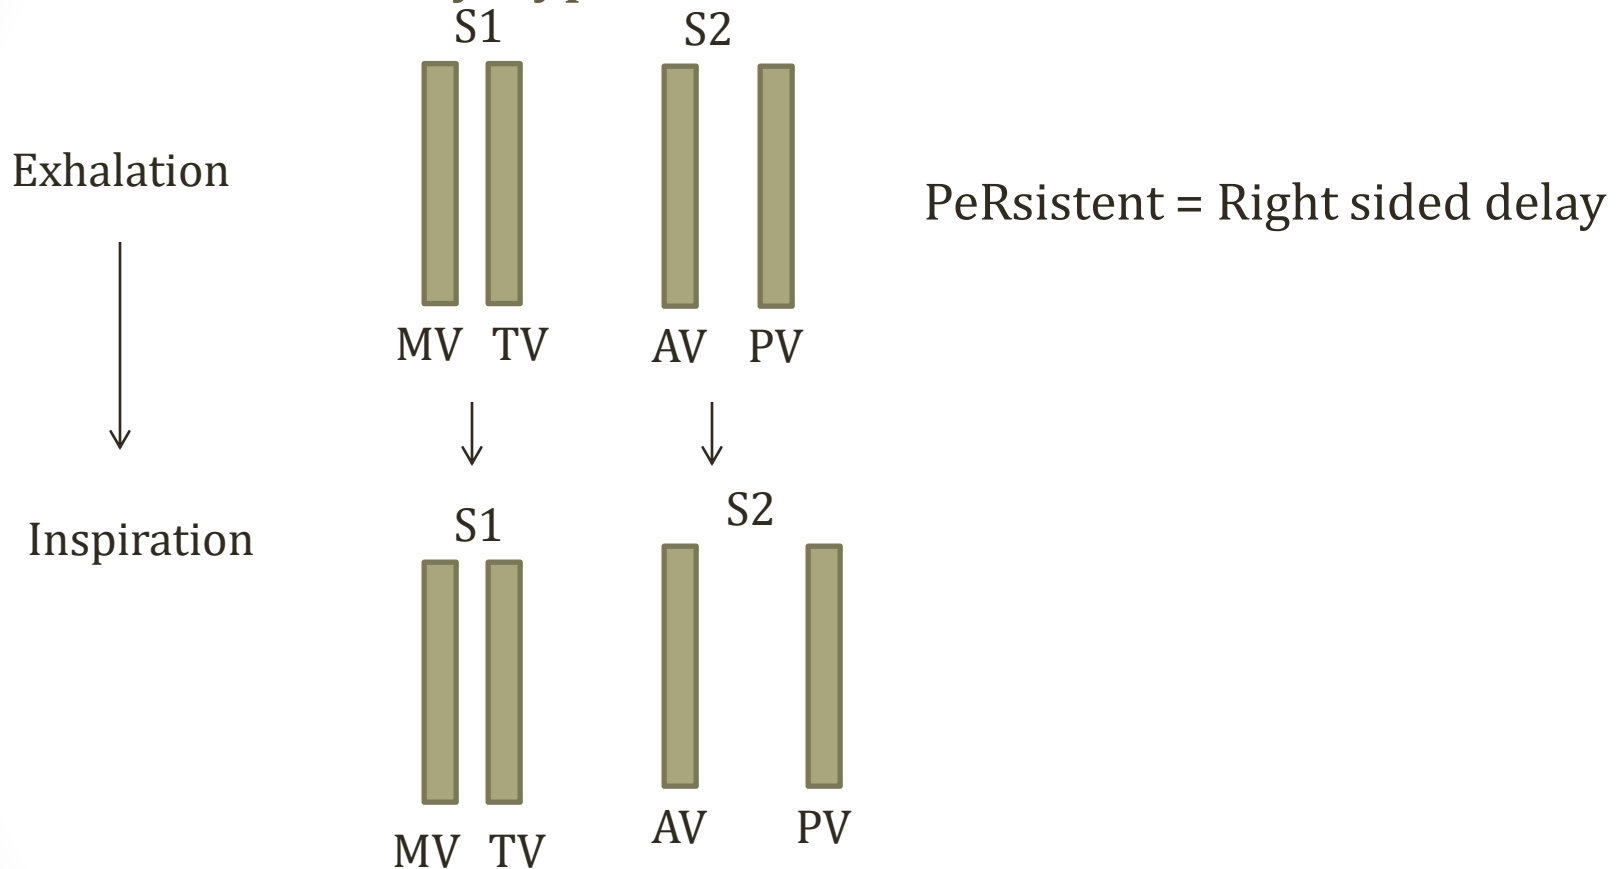 S1 S2
Exhalation
PeRsistent = Right sided delay
MV TV AV PV
S1 S2
Inspiration
MV TV AV PV